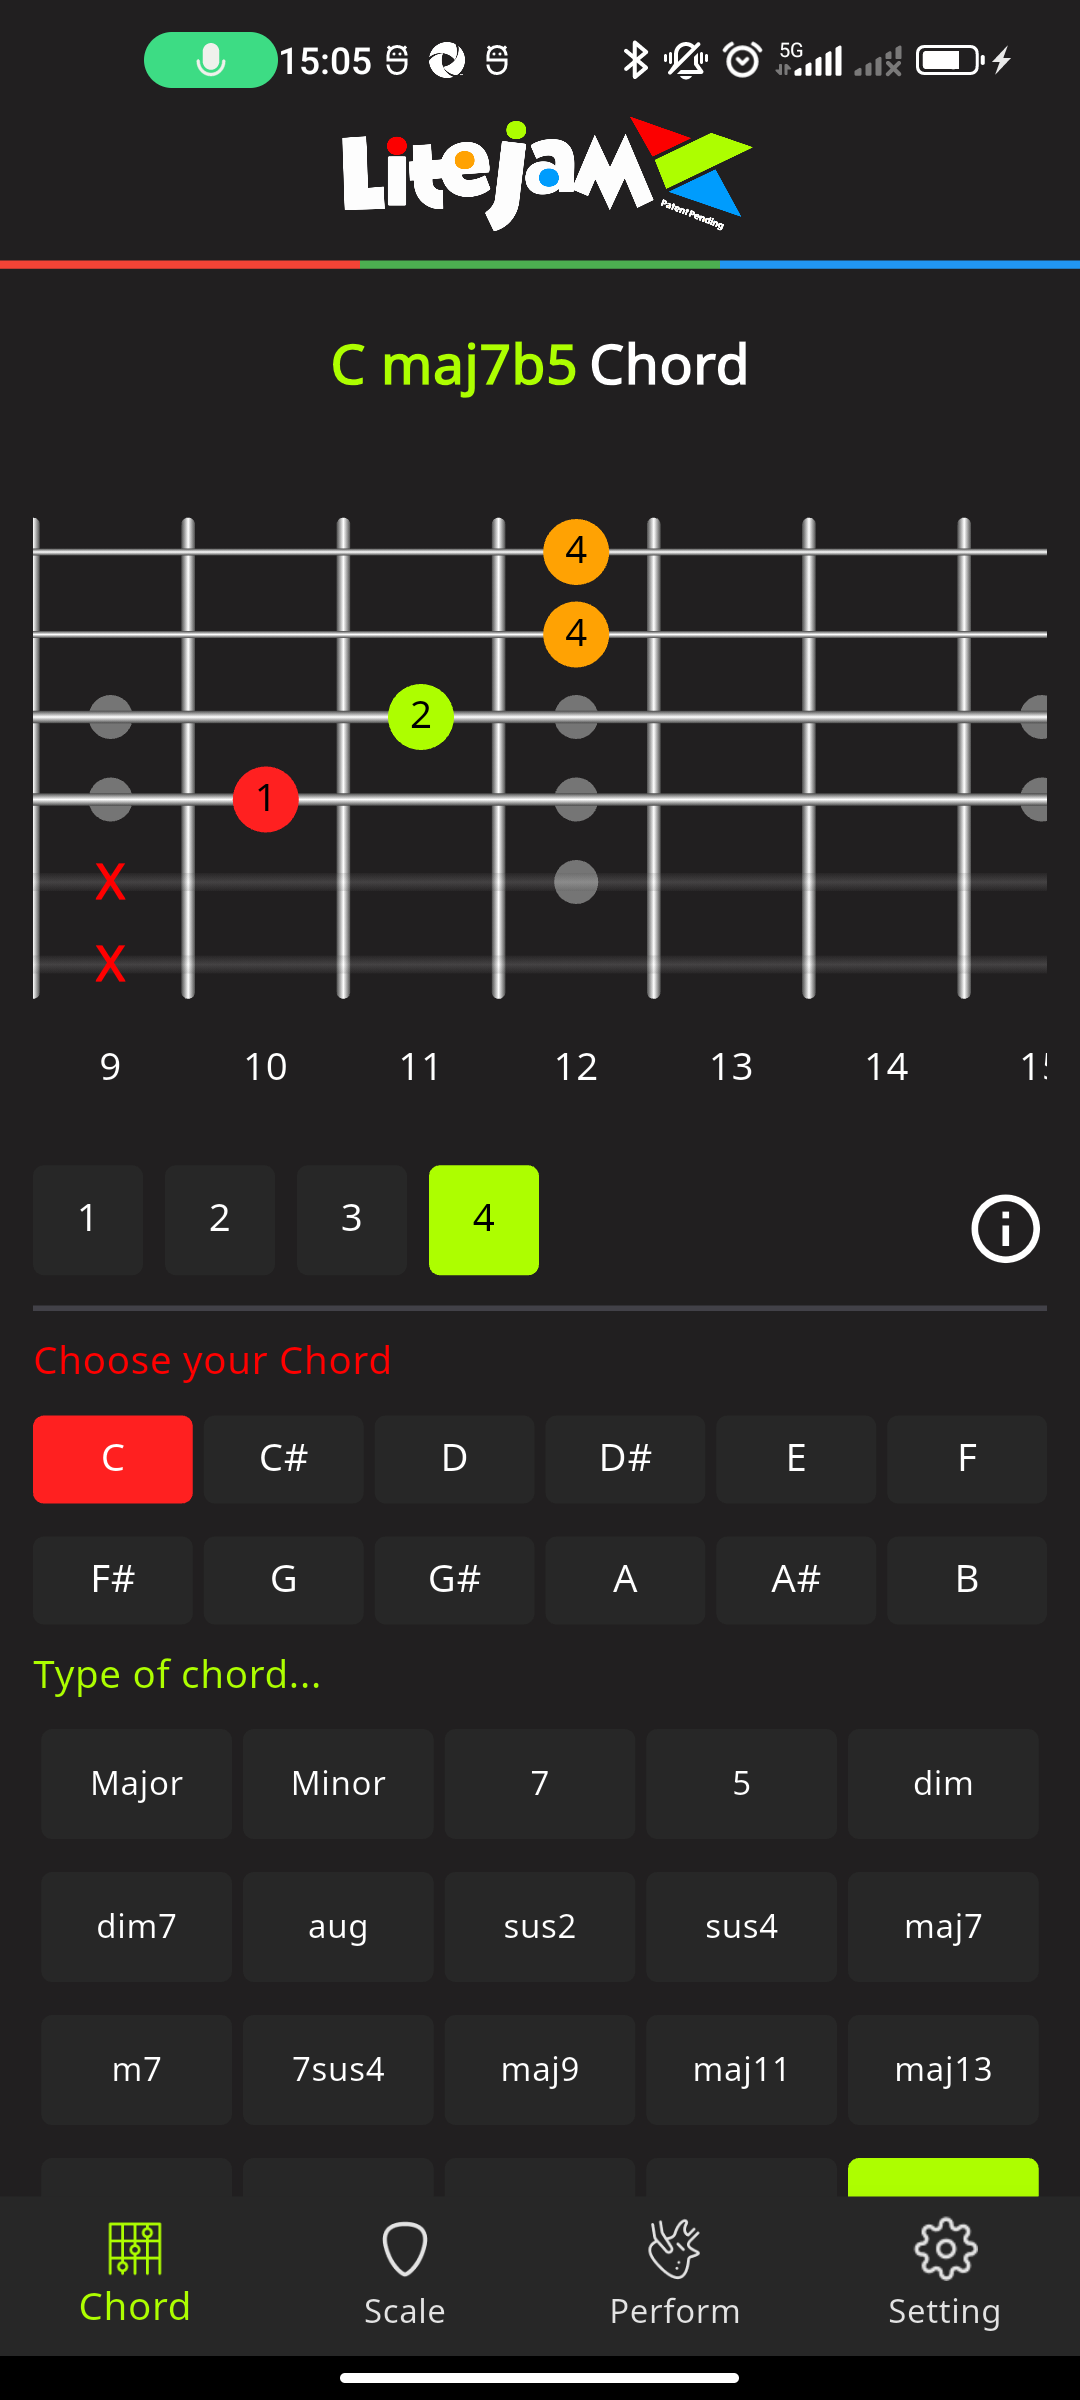 15:05 5G
Litejam
Patent Pending
C maj7b5 Chord
4
4
2
1
X
X
9 10 11 12 13 14 15
1 2 3 4
Choose your Chord
C C# D D# E F
F# G G# A A# B
Type of chord...
Major Minor 7 5 dim
dim7 aug sus2 sus4 maj7
m7 7sus4 maj9 maj11 maj13
Chord Scale Perform Setting